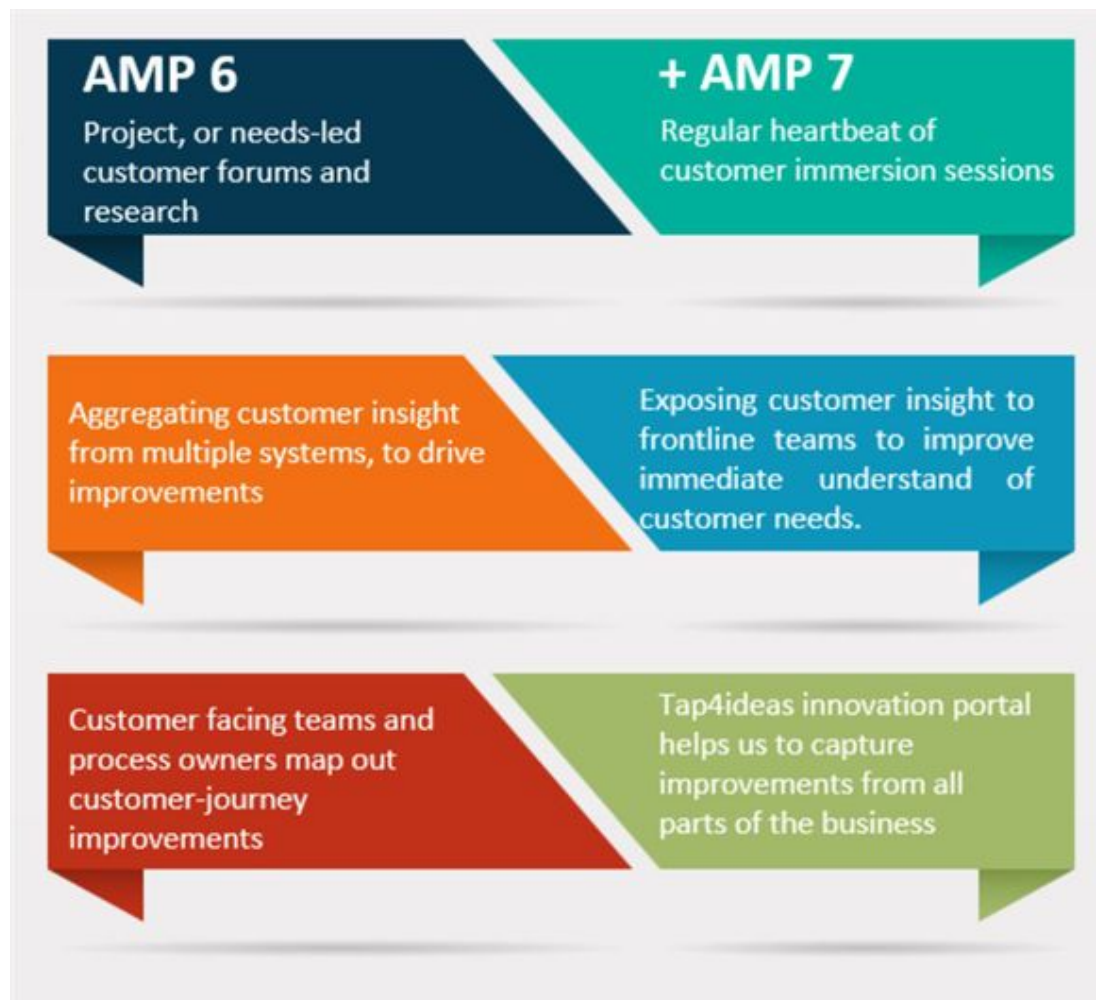 AMP 6
Project, or needs-led
customer forums and
research
+ AMP 7
Regular heartbeat of
customer immersion sessions
Aggregating customer insight
from multiple systems, to drive
improvements
Exposing customer insight to
frontline teams to improve
immediate understand of
customer needs.
Customer facing teams and
process owners map out
customer-journey
improvements
Tap4ideas innovation portal
helps us to capture
improvements from all
parts of the business